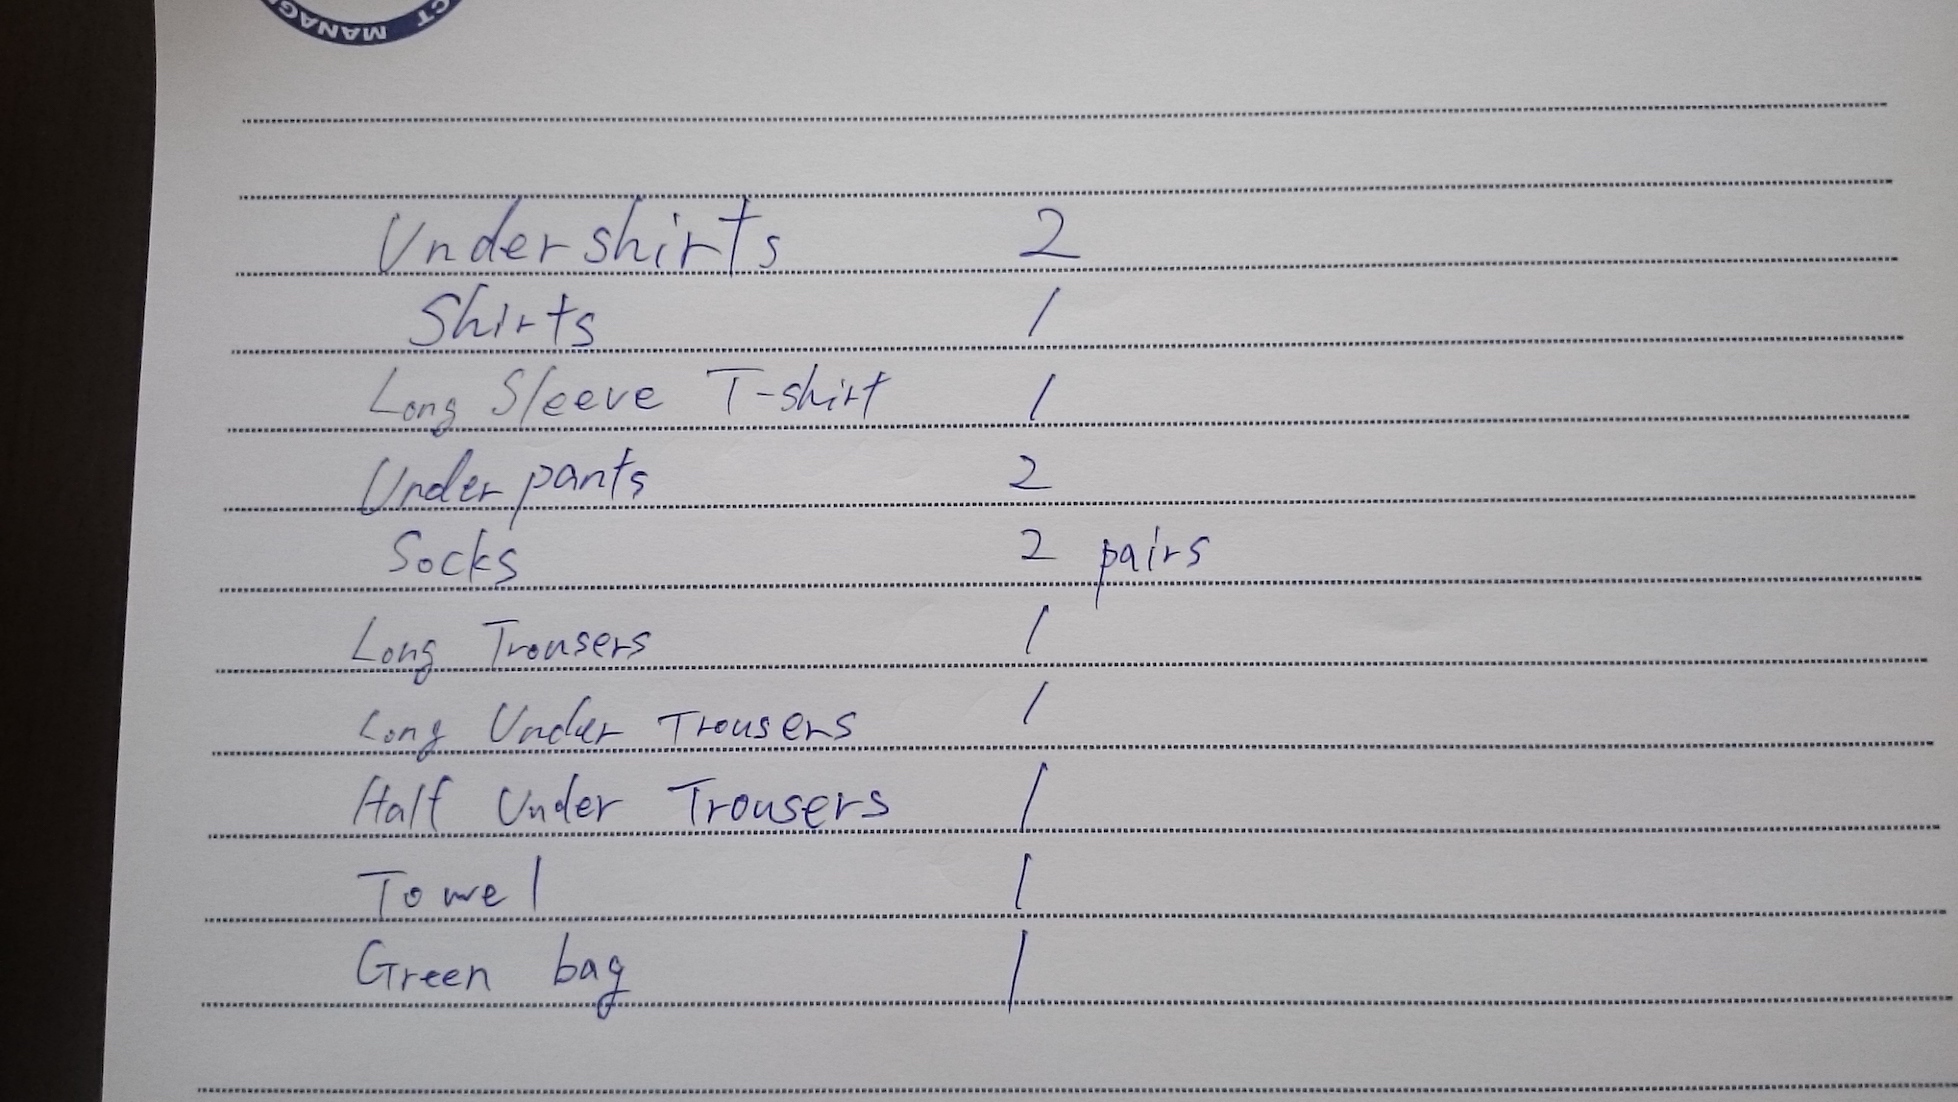 CT MANAG
Undershirts 2
Shirts 1
Long Sleeve T-shirt 1
Underpants 2
Socks 2 pairs
Long Trousers 1
Long Under Trousers 1
Half Under Trousers 1
Towel 1
Green bag 1